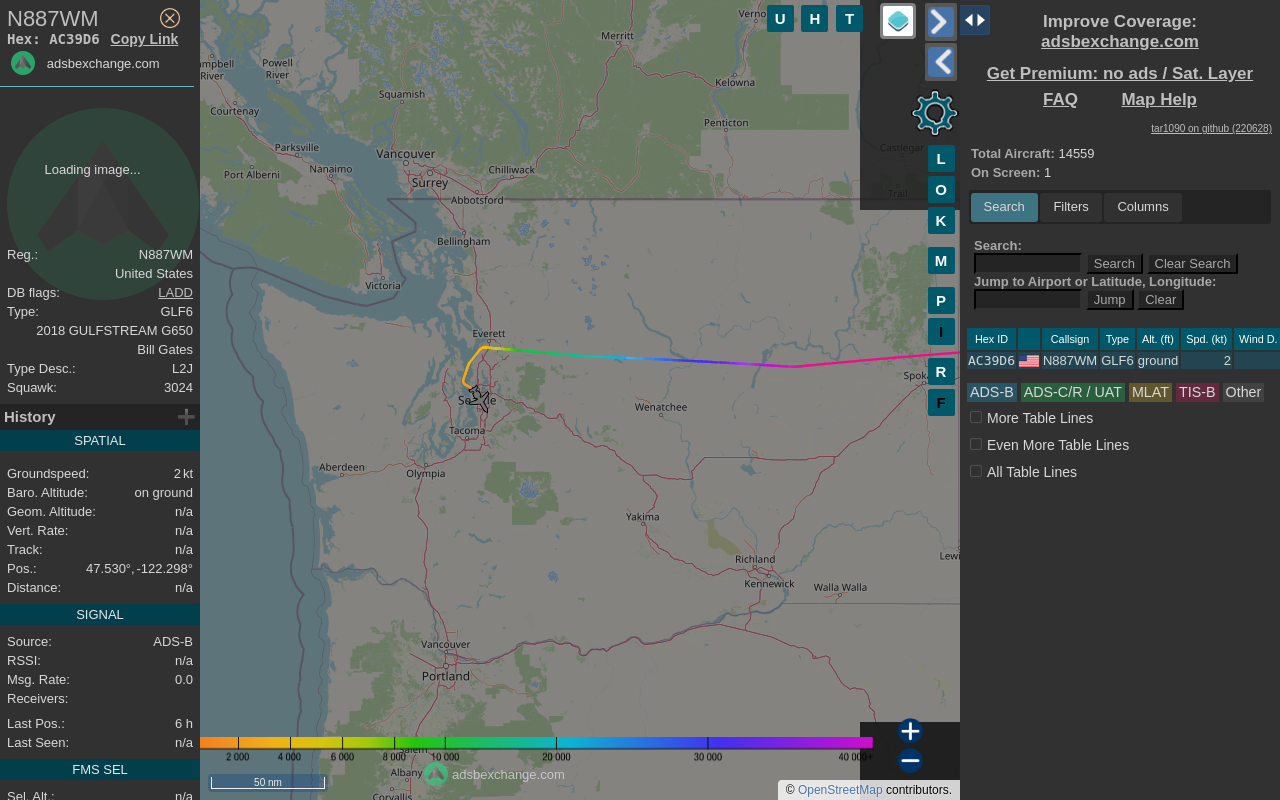 N887WM
Hex: AC39D6 Copy Link
adsbexchange.com
Loading image...
Reg.: N887WM
United States
DB flags: LADD
Type: GLF6
2018 GULFSTREAM G650
Bill Gates
Type Desc.: L2J
Squawk: 3024
History
SPATIAL
Groundspeed: 2 kt
Baro. Altitude: on ground
Geom. Altitude: n/a
Vert. Rate: n/a
Track: n/a
Pos.: 47.530°, -122.298°
Distance: n/a
SIGNAL
Source: ADS-B
RSSI: n/a
Msg. Rate: 0.0
Receivers:
Last Pos.: 6 h
Last Seen: n/a
FMS SEL
Sel. Alt.: n/a
River
Powell
River
Courtenay
Squamish
Merritt
Kelowna
Penticton
Castlegar
Trail
Parksville
Nanaimo
Port Alberni
Vancouver
Surrey
Chilliwack
Abbotsford
Bellingham
Victoria
Everett
Seattle
Tacoma
Wenatchee
Aberdeen
Olympia
Yakima
Richland
Kennewick
Walla Walla
Vancouver
Portland
Salem
Albany
Corvallis
U H T
L
O
K
M
P
I
R
F
2 000 4 000 6 000 8 000 10 000 20 000 30 000 40 000+
50 nm
adsbexchange.com
© OpenStreetMap contributors.
Improve Coverage:
adsbexchange.com
Get Premium: no ads / Sat. Layer
FAQ Map Help
tar1090 on github (220628)
Total Aircraft: 14559
On Screen: 1
Search Filters Columns
Search:
Search Clear Search
Jump to Airport or Latitude, Longitude:
Jump Clear
Hex ID Callsign Type Alt. (ft) Spd. (kt) Wind D.
AC39D6 N887WM GLF6 ground 2
ADS-B ADS-C/R / UAT MLAT TIS-B Other
More Table Lines
Even More Table Lines
All Table Lines